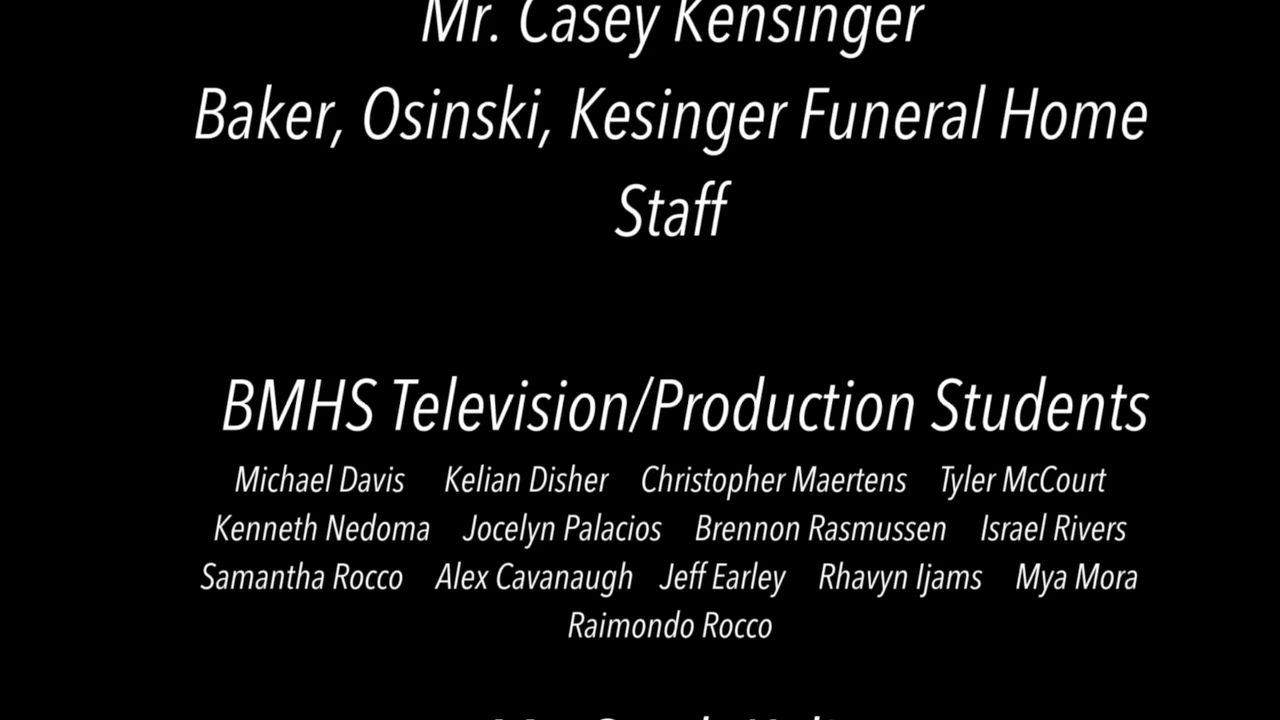 Mr. Casey Kensinger
Baker, Osinski, Kesinger Funeral Home
Staff
BMHS Television/Production Students
Michael Davis Kelian Disher Christopher Maertens Tyler McCourt
Kenneth Nedoma Jocelyn Palacios Brennon Rasmussen Israel Rivers
Samantha Rocco Alex Cavanaugh Jeff Earley Rhavyn Ijams Mya Mora
Raimondo Rocco